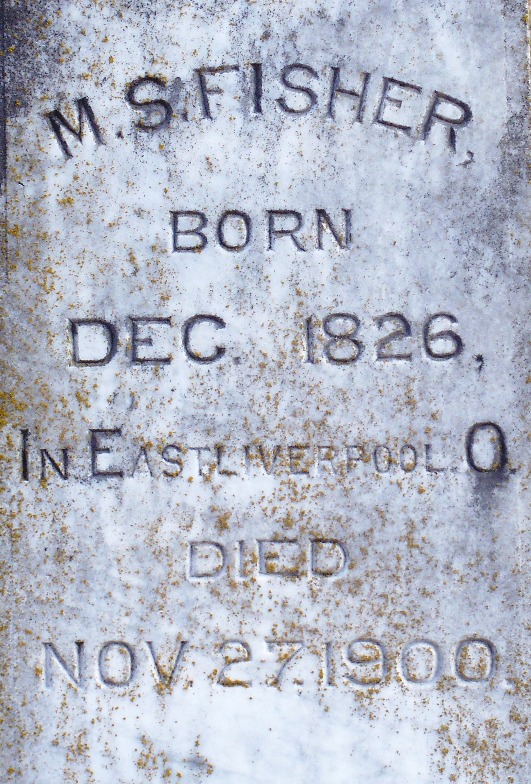 M.S.FISHER,
BORN
DEC. 1826,
IN EASTLIVERPOOL.O.
DIED
NOV 27.1900.